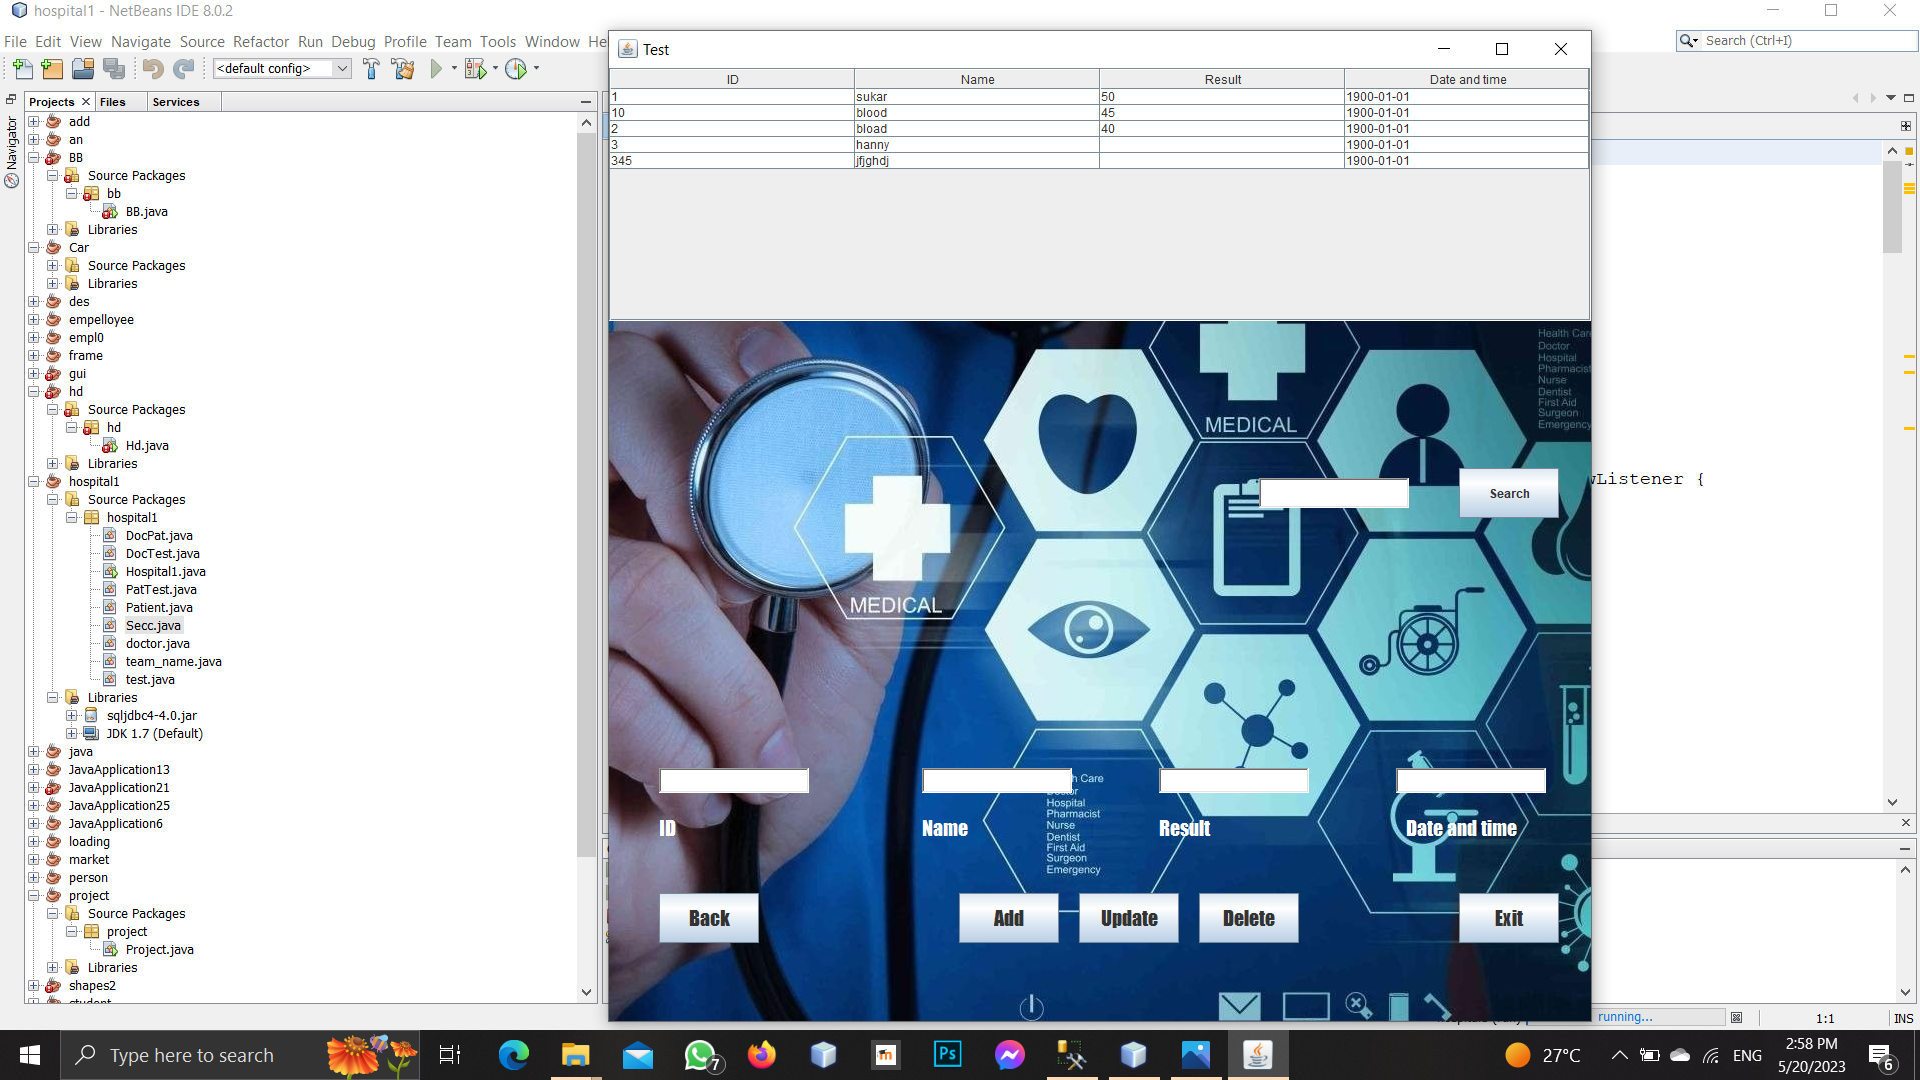 hospital1 - NetBeans IDE 8.0.2
File Edit View Navigate Source Refactor Run Debug Profile Team Tools Window He
Search (Ctrl+I)
<default config>
Projects Files Services
Navigator
add
an
BB
Source Packages
bb
BB.java
Libraries
Car
Source Packages
Libraries
des
empelloyee
empl0
frame
gui
hd
Source Packages
hd
Hd.java
Libraries
hospital1
Source Packages
hospital1
DocPat.java
DocTest.java
Hospital1.java
PatTest.java
Patient.java
Secc.java
doctor.java
team_name.java
test.java
Libraries
sqljdbc4-4.0.jar
JDK 1.7 (Default)
java
JavaApplication13
JavaApplication21
JavaApplication25
JavaApplication6
loading
market
person
project
Source Packages
project
Project.java
Libraries
shapes2
student
Test
ID Name Result Date and time
1 sukar 50 1900-01-01
10 blood 45 1900-01-01
2 bload 40 1900-01-01
3 hanny 1900-01-01
345 jfjghdj 1900-01-01
Health Care
Doctor
Hospital
Pharmacist
Nurse
Dentist
First Aid
Surgeon
Emergency
MEDICAL
MEDICAL
Search
wListener {
h Care
Doctor
Hospital
Pharmacist
Nurse
Dentist
First Aid
Surgeon
Emergency
ID Name Result Date and time
Back Add Update Delete Exit
running...
1:1 INS
Type here to search
7
Ps
27°C
ENG
2:58 PM
5/20/2023
6